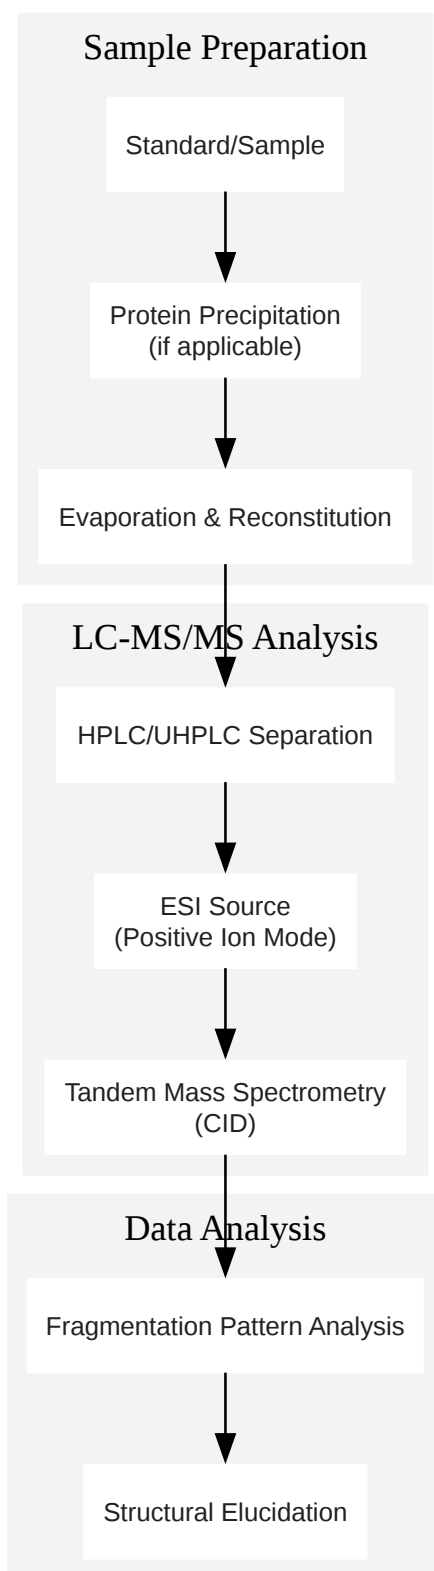 Sample Preparation
Standard/Sample
Protein Precipitation
(if applicable)
Evaporation & Reconstitution
LC-MS/MS Analysis
HPLC/UHPLC Separation
ESI Source
(Positive Ion Mode)
Tandem Mass Spectrometry
(CID)
Data Analysis
Fragmentation Pattern Analysis
Structural Elucidation